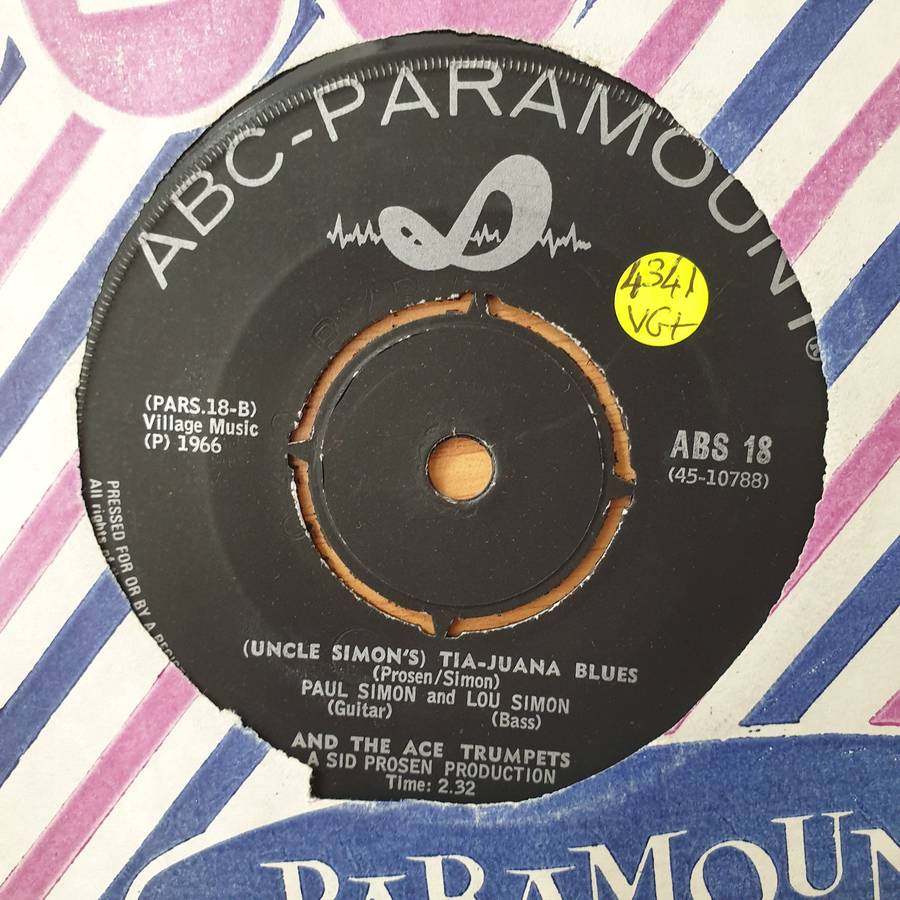 ABC-PARAMOUNT®
4341
VG+
(PARS.18-B)
Village Music
(P) 1966
ABS 18
(45-10788)
PRESSED FOR OR BY A
All rights of
(UNCLE SIMON'S) TIA-JUANA BLUES
(Prosen/Simon)
PAUL SIMON and LOU SIMON
(Guitar) (Bass)
AND THE ACE TRUMPETS
A SID PROSEN PRODUCTION
Time: 2.32
PARAMOUN